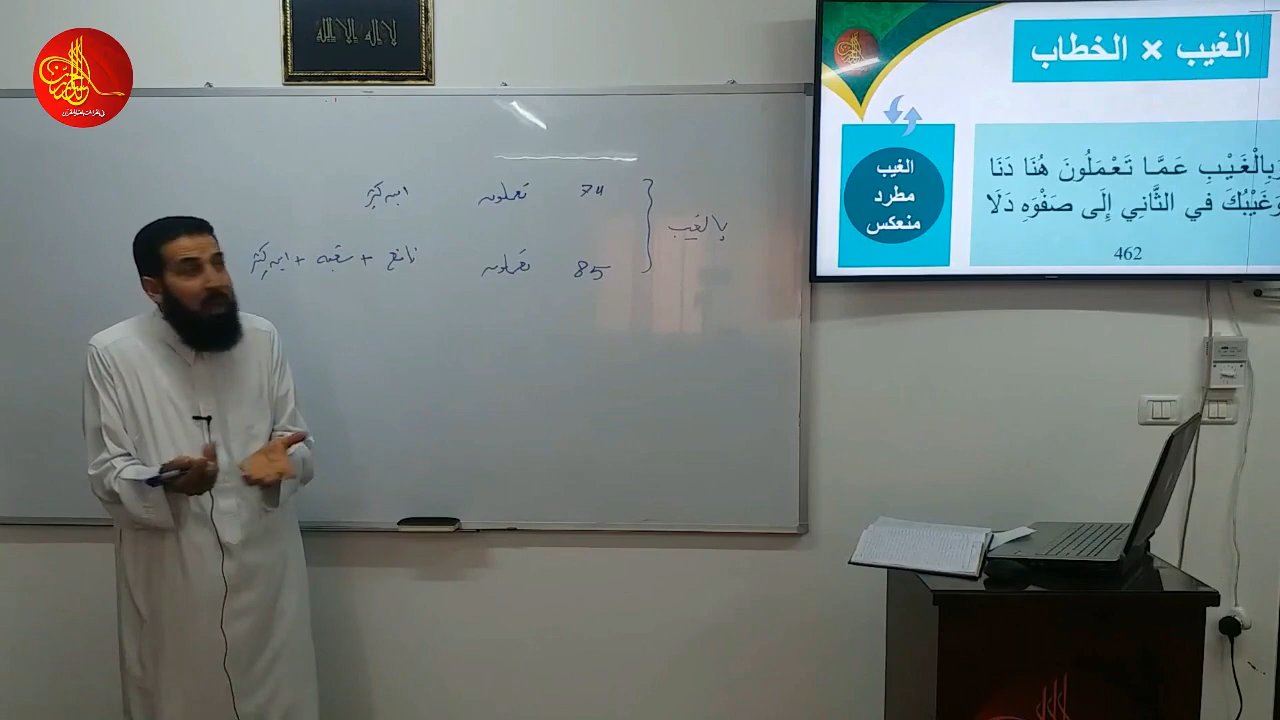 لا إله إلا الله
الغيب × الخطاب
الغيب
مطرد
منعكس
وَبِالْغَيْبِ عَمَّا تَعْمَلُونَ هُنَا دَنَا
وَغَيْبُكَ في الثَّانِي إِلَى صَفْوِهِ دَلَا
462
بالغيب
74 تعملون ابن كثير
85 تعملون نافع + شعبة + ابن كثير